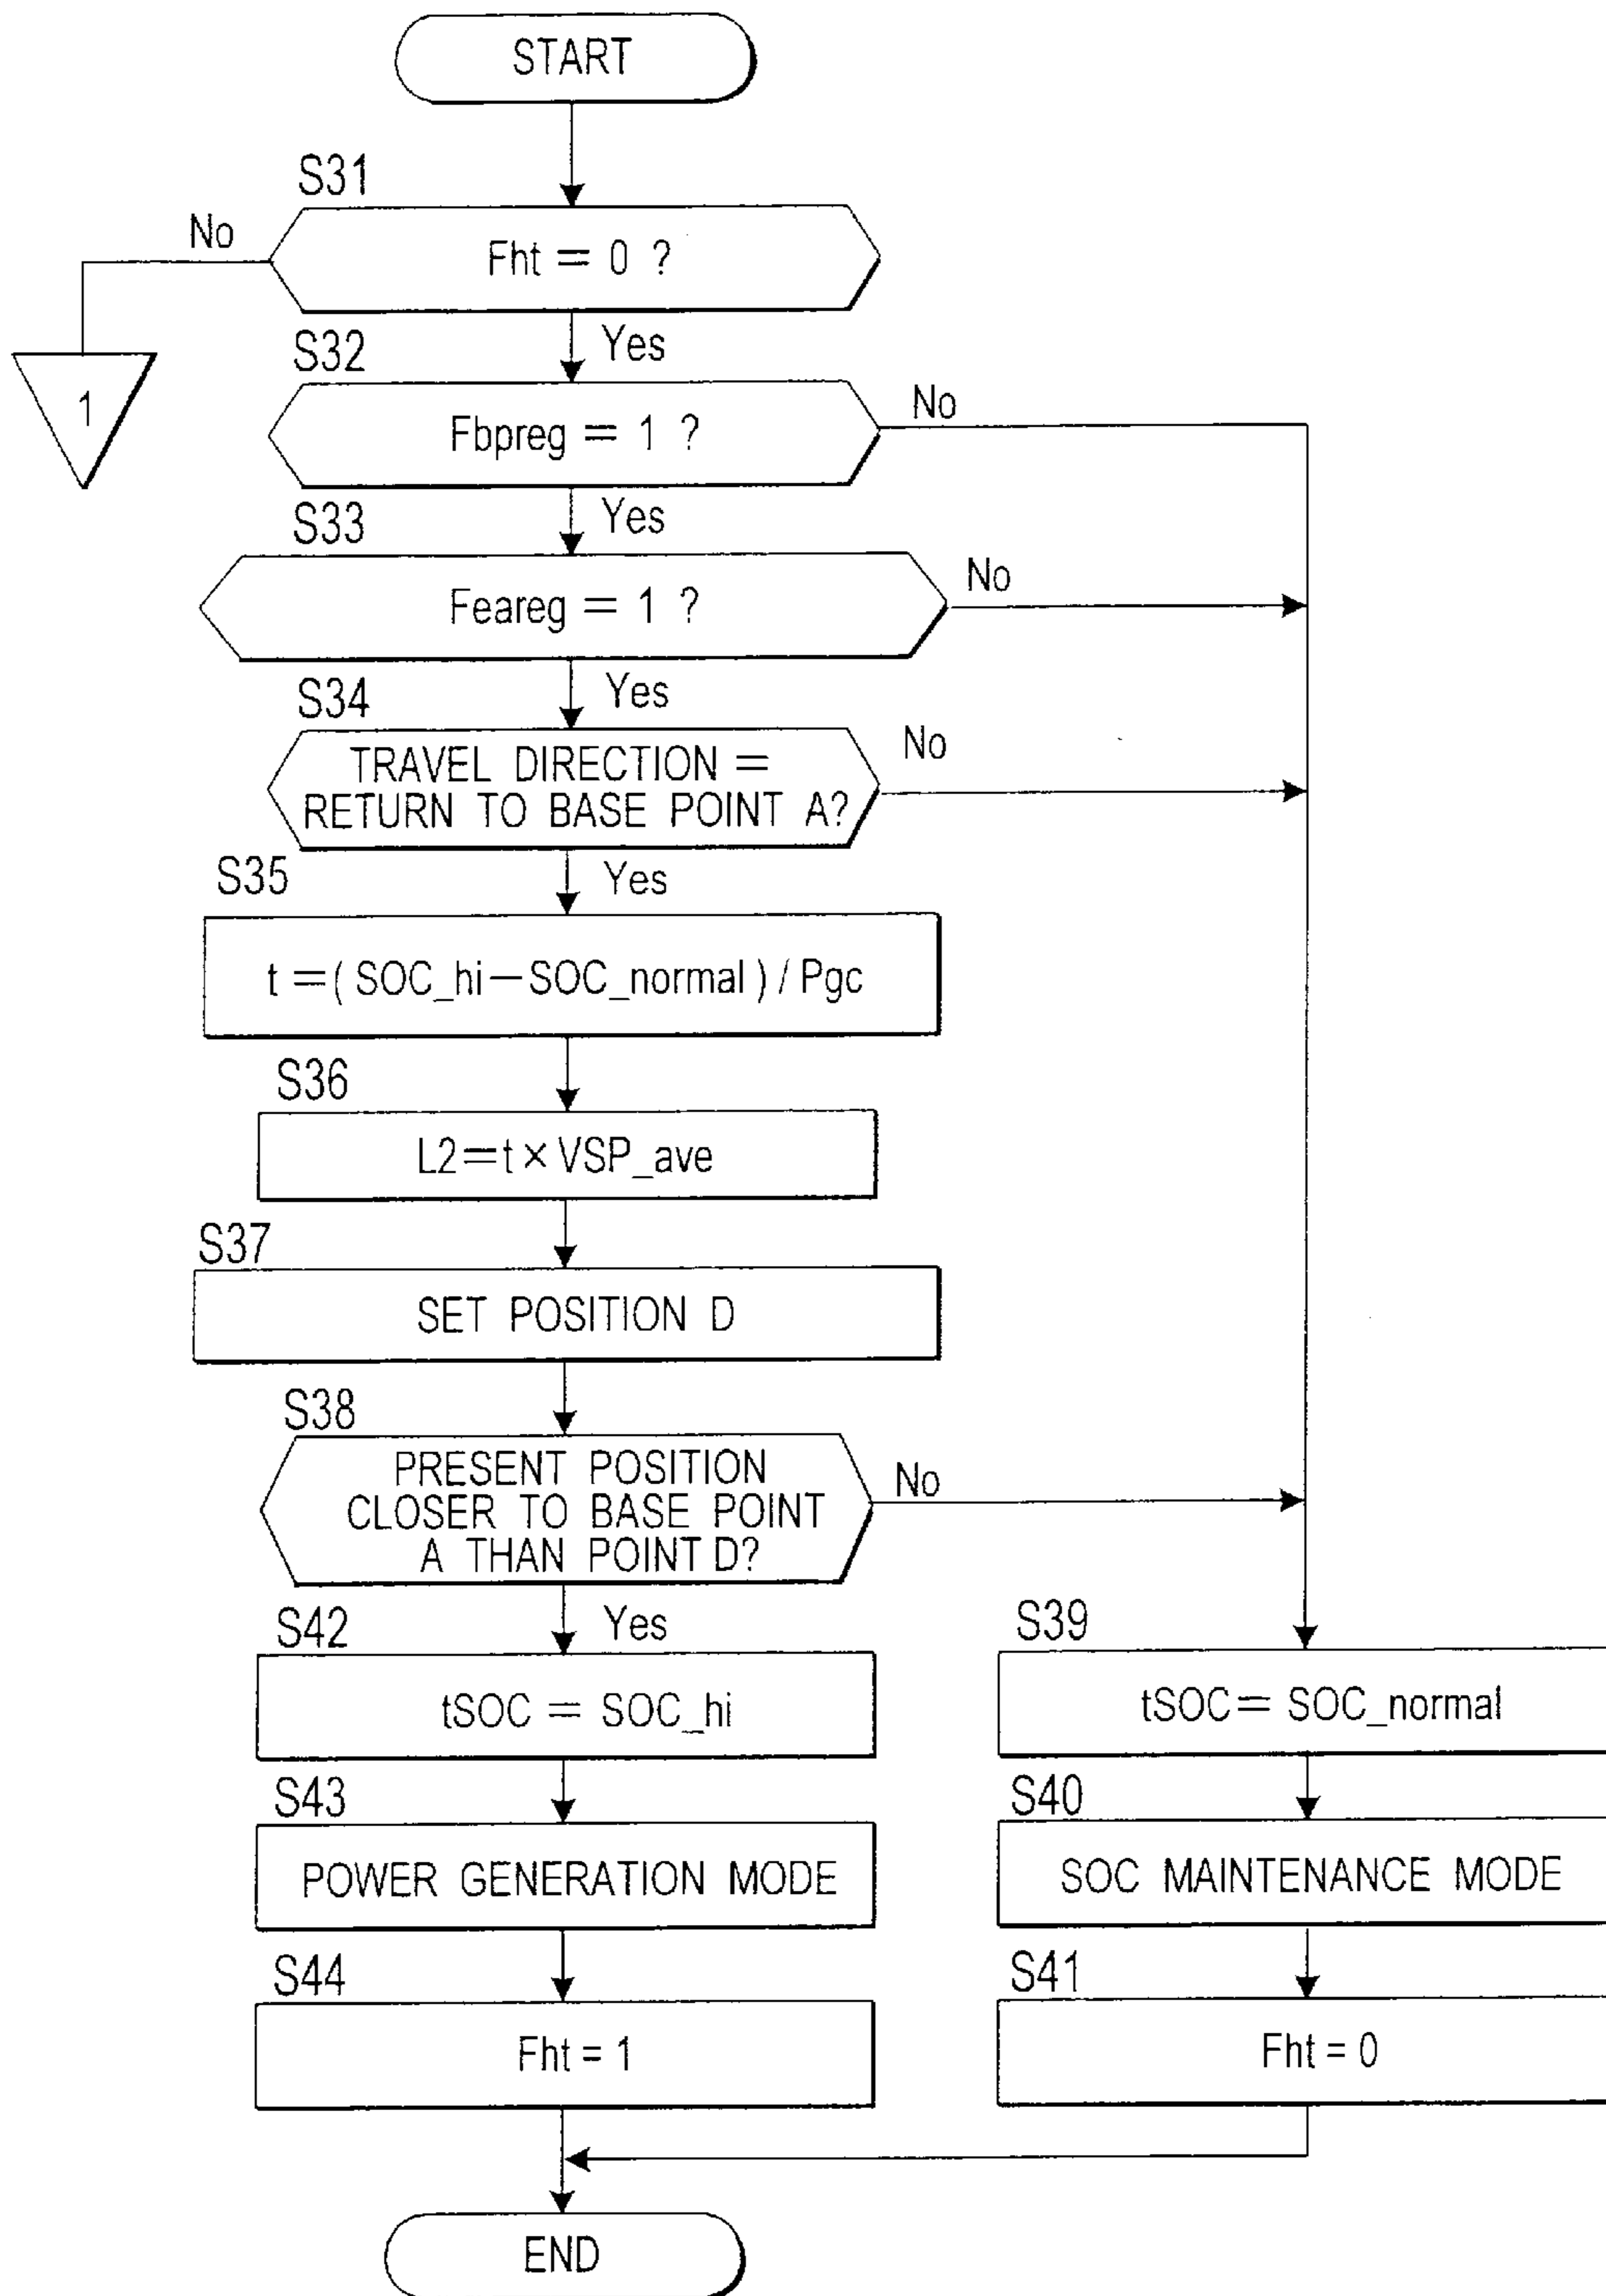 START
S31
No
Fht = 0 ?
1
S32
Yes
Fbpreg = 1 ?
No
S33
Yes
Feareg = 1 ?
No
S34
Yes
TRAVEL DIRECTION =
RETURN TO BASE POINT A?
No
S35
Yes
t =( SOC_hi-SOC_normal ) / Pgc
S36
L2=t × VSP_ave
S37
SET POSITION D
S38
PRESENT POSITION
CLOSER TO BASE POINT
A THAN POINT D?
No
S42
Yes
tSOC = SOC_hi
S39
tSOC= SOC_normal
S43
POWER GENERATION MODE
S40
SOC MAINTENANCE MODE
S44
Fht = 1
S41
Fht = 0
END